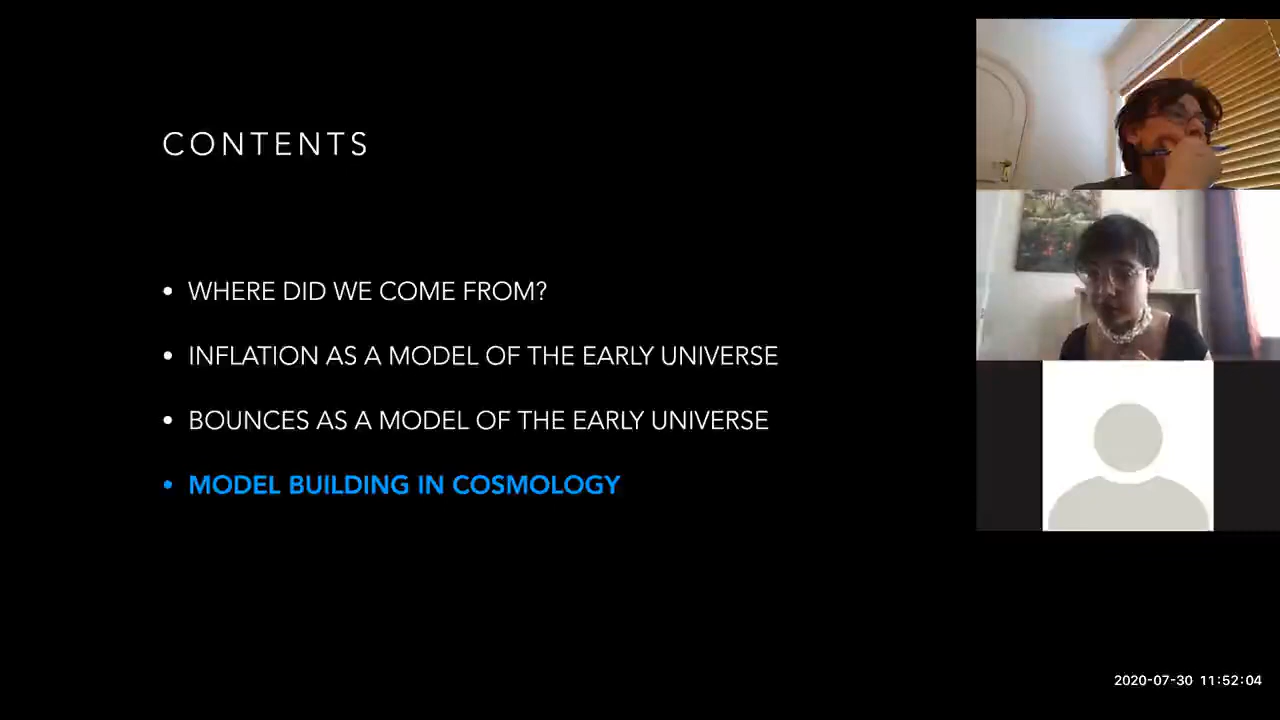 CONTENTS
• WHERE DID WE COME FROM?
• INFLATION AS A MODEL OF THE EARLY UNIVERSE
• BOUNCES AS A MODEL OF THE EARLY UNIVERSE
• MODEL BUILDING IN COSMOLOGY
2020-07-30 11:52:04